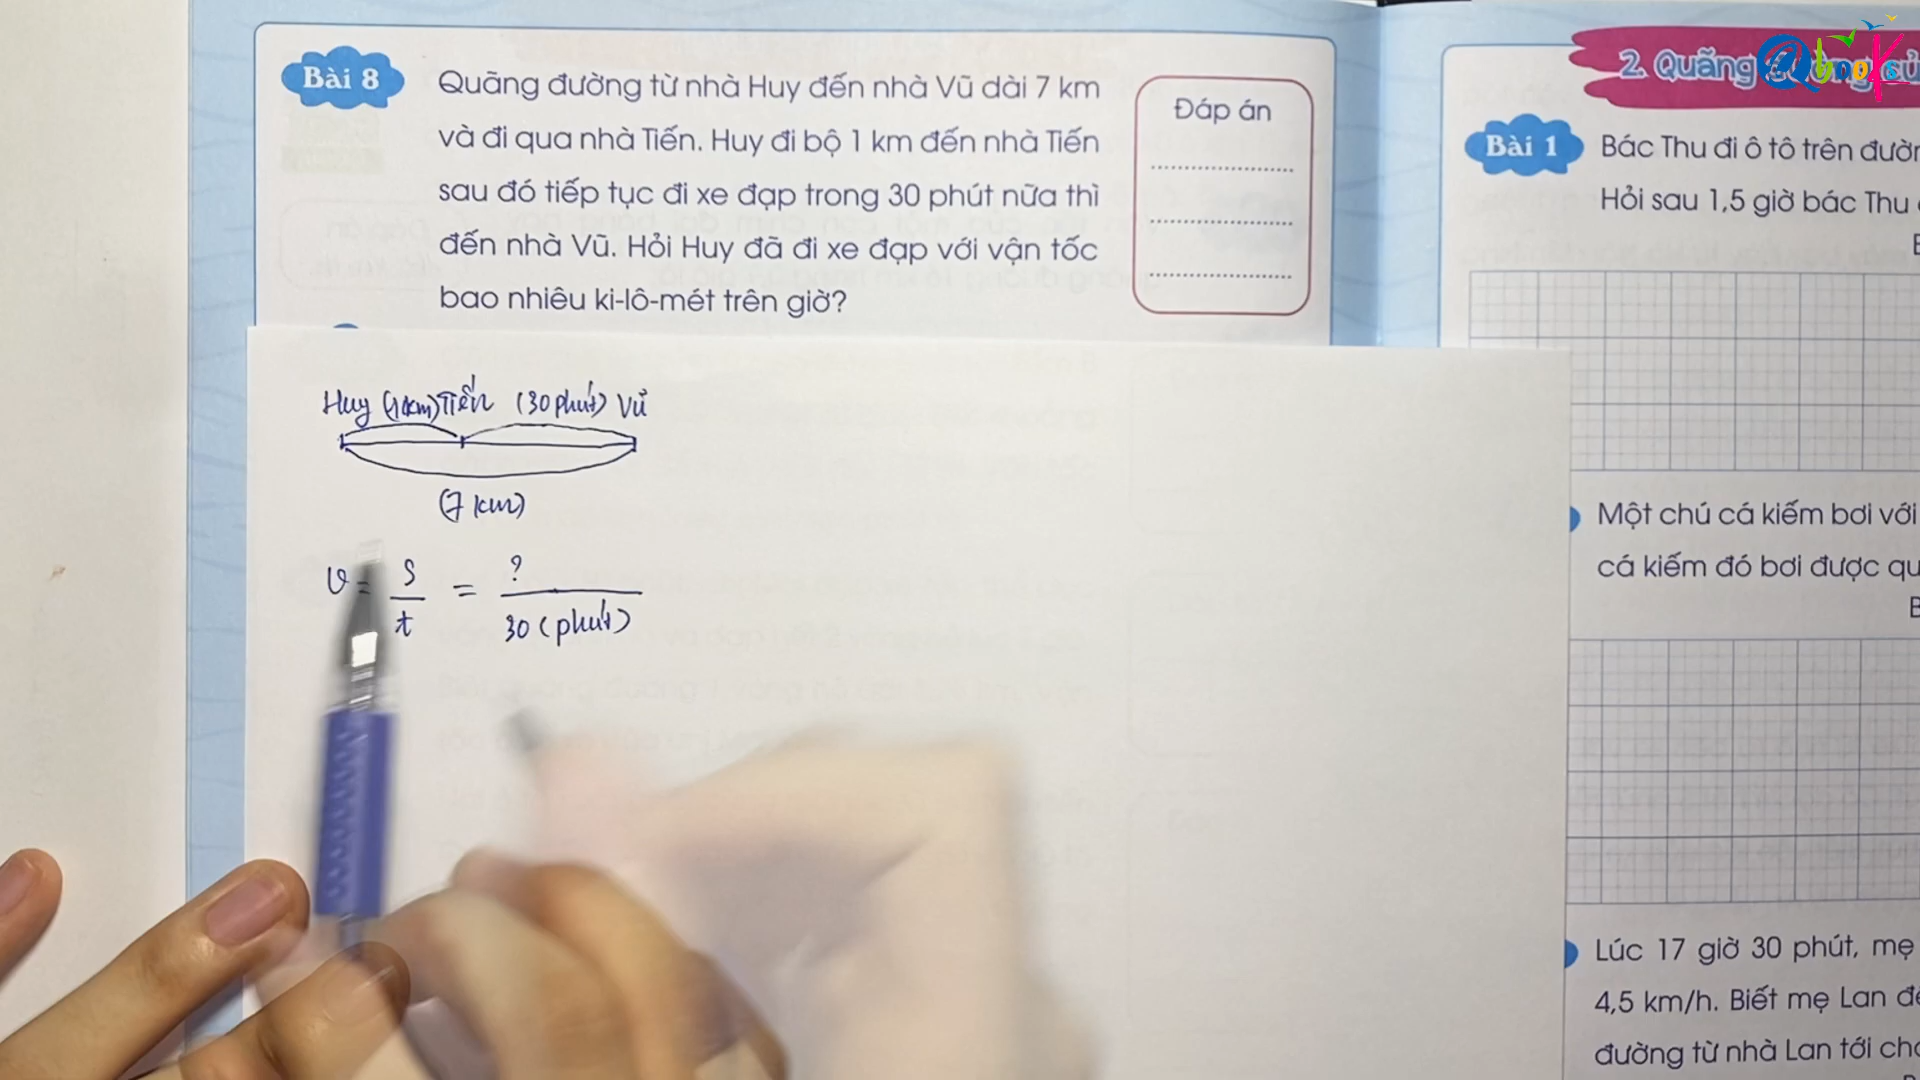 Bài 8
Quãng đường từ nhà Huy đến nhà Vũ dài 7 km
và đi qua nhà Tiến. Huy đi bộ 1 km đến nhà Tiến
sau đó tiếp tục đi xe đạp trong 30 phút nữa thì
đến nhà Vũ. Hỏi Huy đã đi xe đạp với vận tốc
bao nhiêu ki-lô-mét trên giờ?
Đáp án
Huy (1km) Tiến (30 phút) Vũ
(7 km)
v = s/t = ?/30 (phút)
2. Quãng
Qbooks
Bài 1
Bác Thu đi ô tô trên
Hỏi sau 1,5 giờ bác Thu
Một chú cá kiếm bơi với
cá kiếm đó bơi được
Lúc 17 giờ 30 phút, mẹ
4,5 km/h. Biết mẹ Lan
đường từ nhà Lan tới